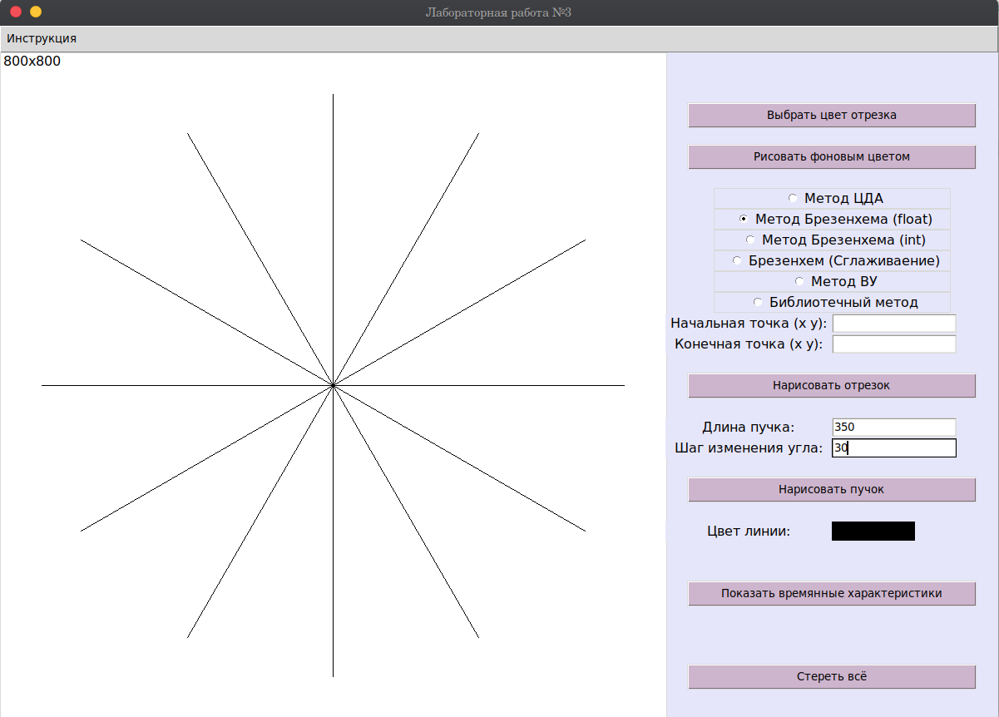 Лабораторная работа №3
Инструкция
800x800
Выбрать цвет отрезка
Рисовать фоновым цветом
Метод ЦДА
Метод Брезенхема (float)
Метод Брезенхема (int)
Брезенхем (Сглаживаение)
Метод ВУ
Библиотечный метод
Начальная точка (x y):
Конечная точка (x y):
Нарисовать отрезок
Длина пучка: 350
Шаг изменения угла: 30
Нарисовать пучок
Цвет линии:
Показать времянные характеристики
Стереть всё